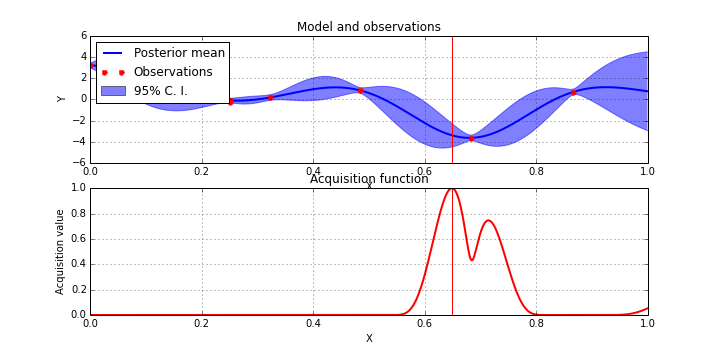 Model and observations
6
4
2
0
−2
−4
−6
Y
Posterior mean
Observations
95% C. I.
0.0 0.2 0.4 0.6 0.8 1.0
X
Acquisition function
1.0
0.8
0.6
0.4
0.2
0.0
Acquisition value
0.0 0.2 0.4 0.6 0.8 1.0
X